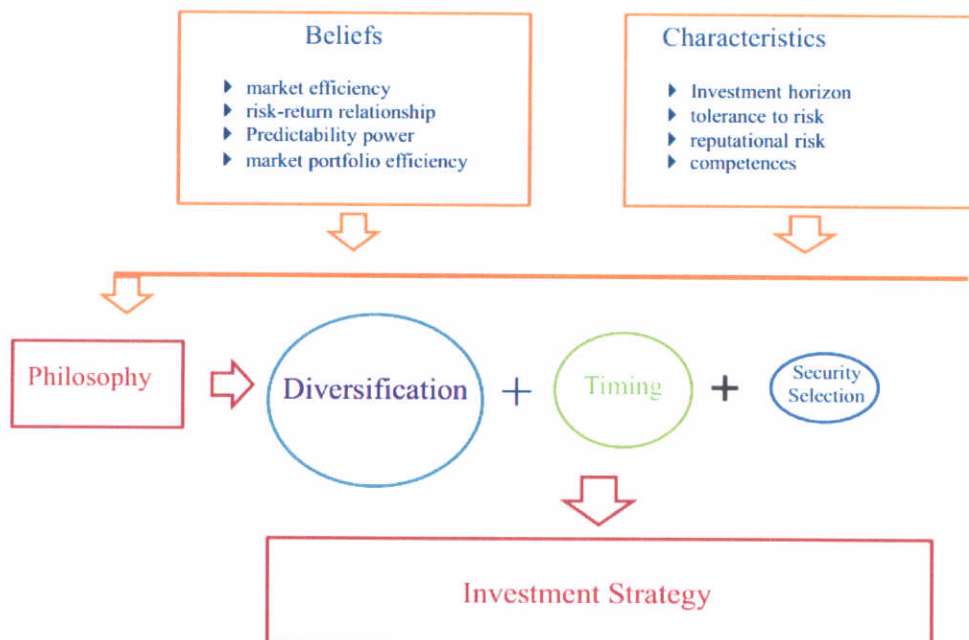 Beliefs
market efficiency
risk-return relationship
Predictability power
market portfolio efficiency
Characteristics
Investment horizon
tolerance to risk
reputational risk
competences
Philosophy
Diversification
+
Timing
+
Security
Selection
Investment Strategy